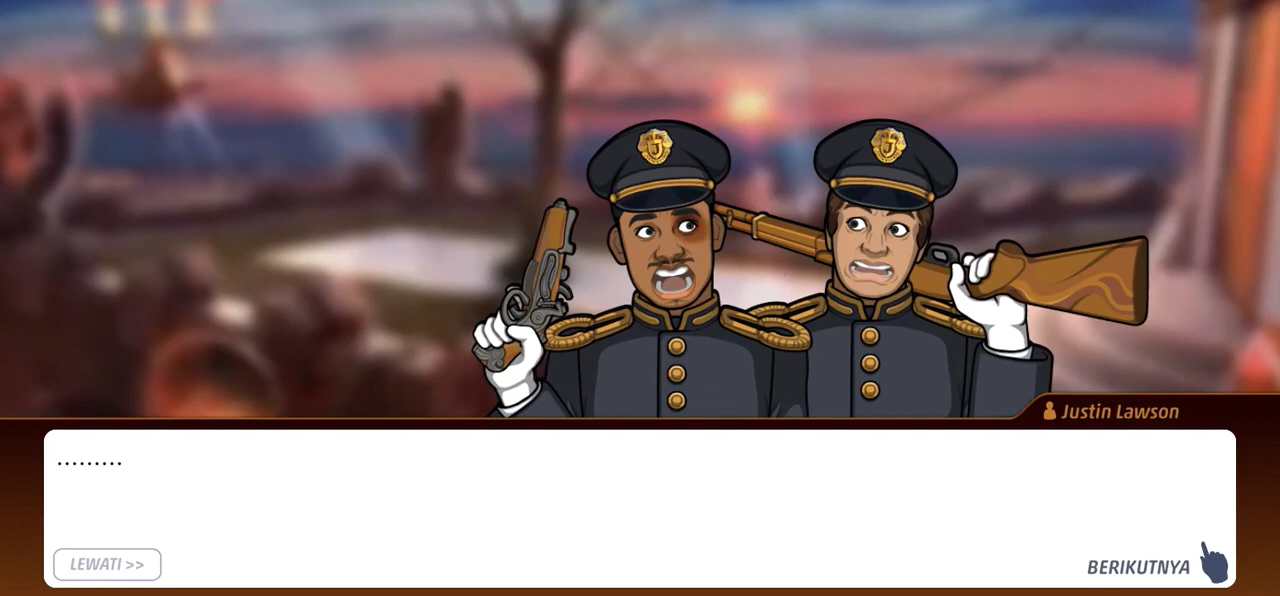 Justin Lawson
.........
LEWATI >>
BERIKUTNYA